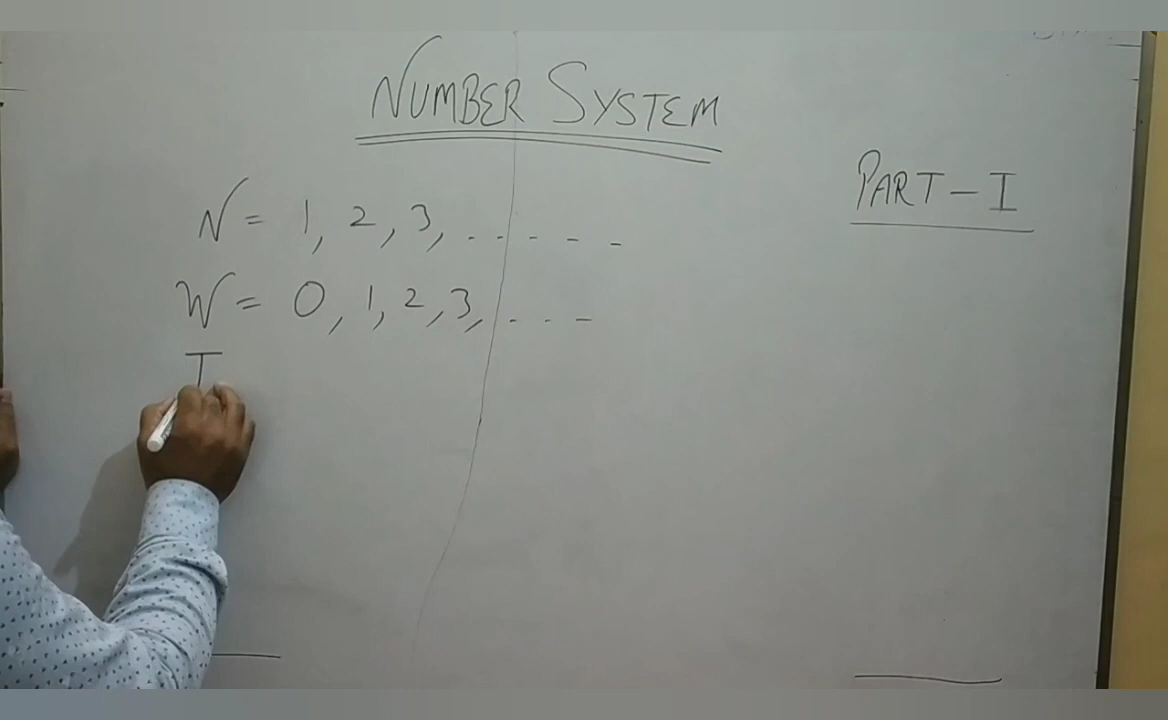 NUMBER SYSTEM
PART-I
N = 1, 2, 3, . - - - -
W = 0, 1, 2, 3, . - - -
I